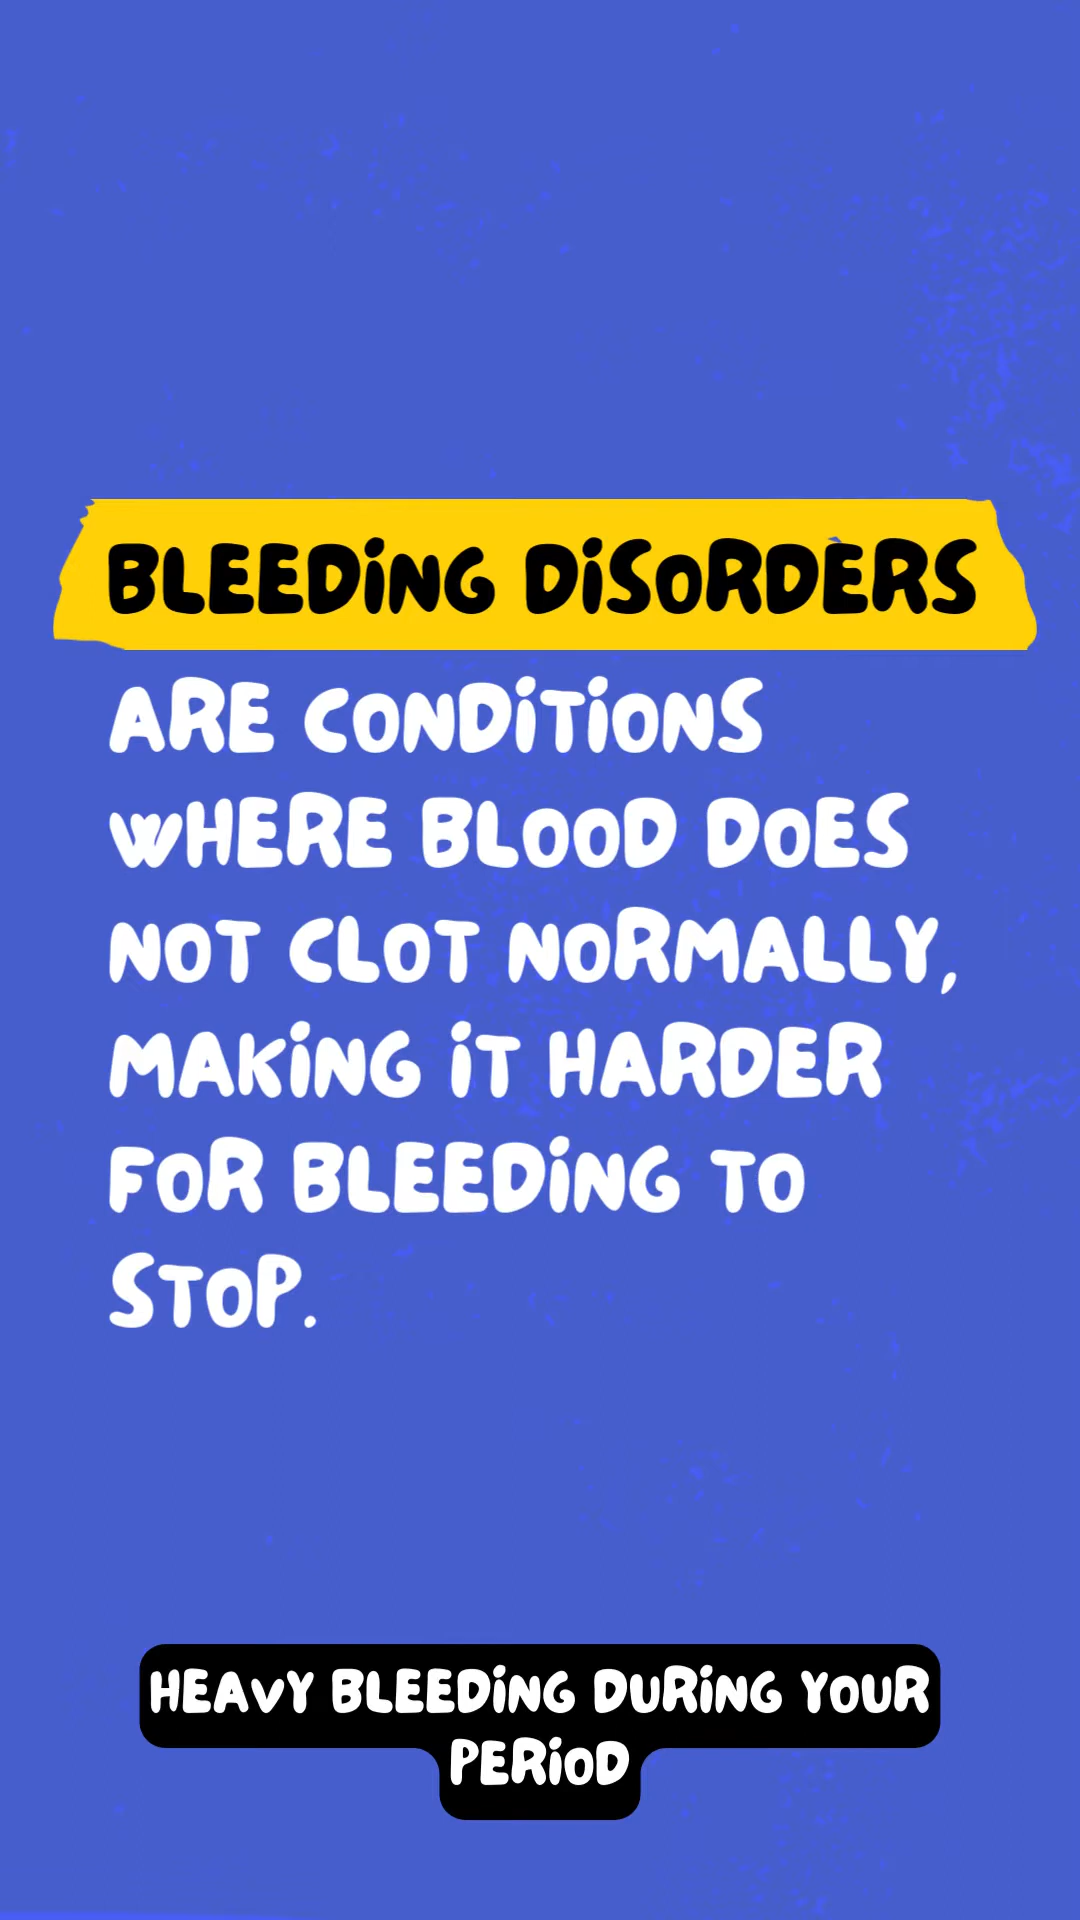 BLEEDING DISORDERS
ARE CONDITIONS
WHERE BLOOD DOES
NOT CLOT NORMALLY,
MAKING IT HARDER
FOR BLEEDING TO
STOP.
HEAVY BLEEDING DURING YOUR
PERIOD